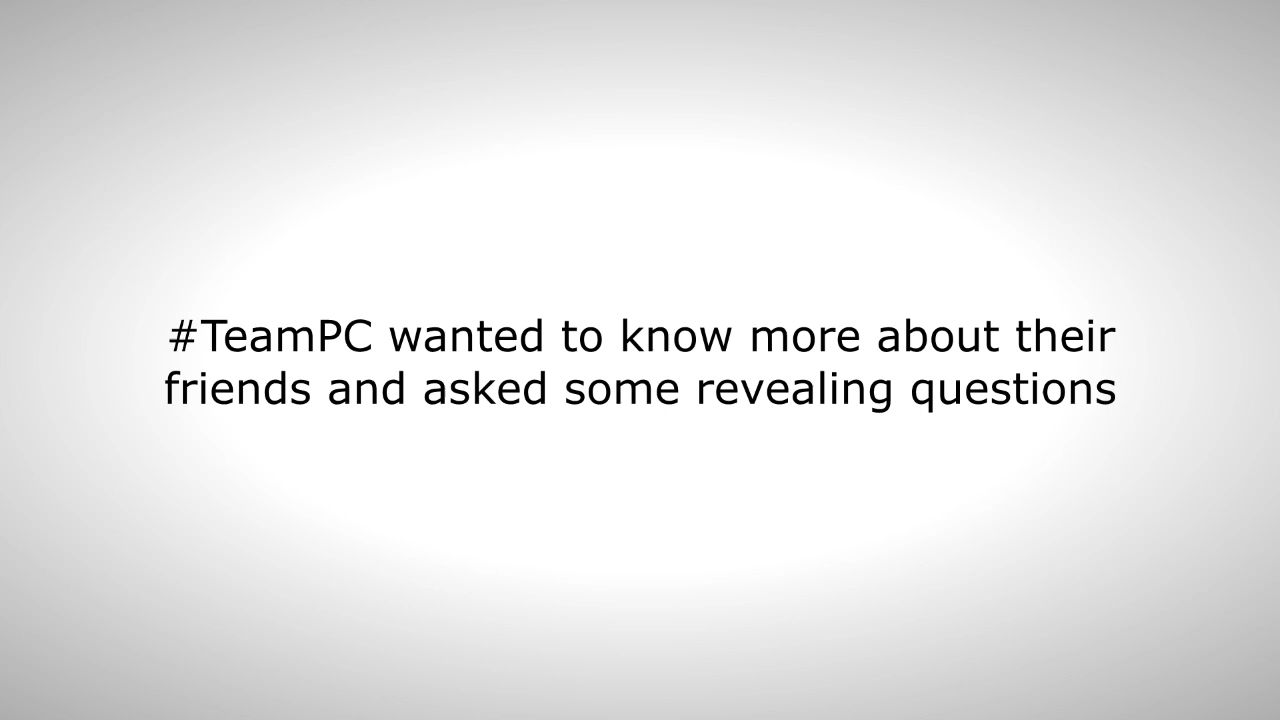 #TeamPC wanted to know more about their
friends and asked some revealing questions